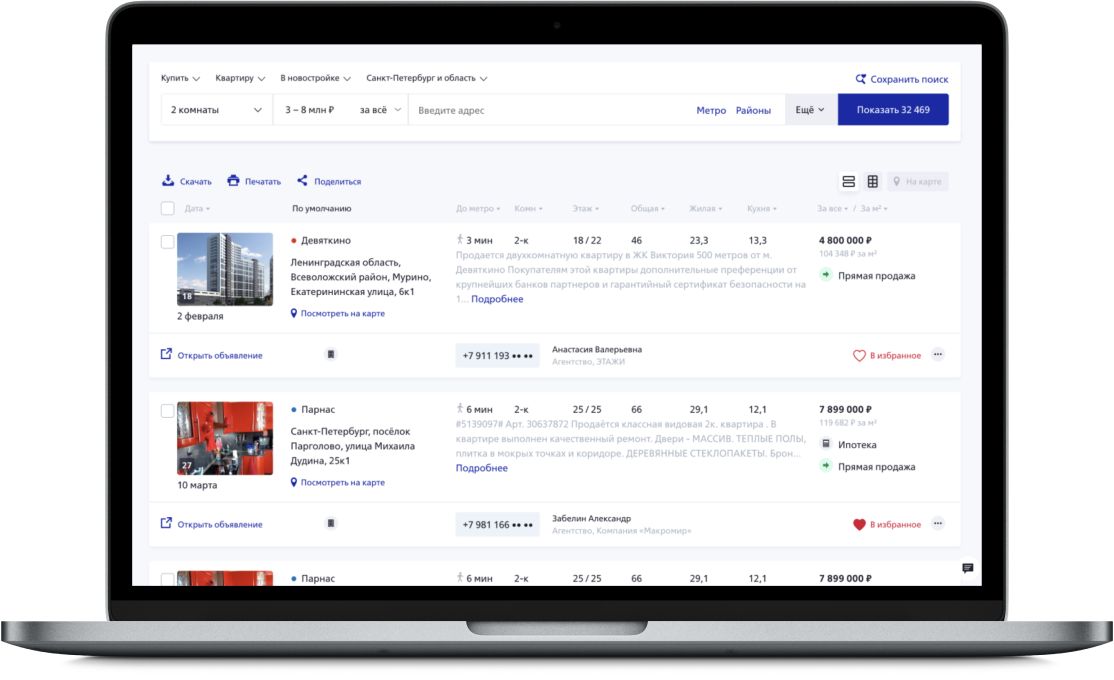 Купить Квартиру В новостройке Санкт-Петербург и область Сохранить поиск
2 комнаты 3 – 8 млн ₽ за всё Введите адрес Метро Районы Ещё Показать 32 469
Скачать Печатать Поделиться На карте
Дата По умолчанию До метро Комн Этаж Общая Жилая Кухня За все / За м²
Девяткино 3 мин 2-к 18 / 22 46 23,3 13,3 4 800 000 ₽
Ленинградская область,
Всеволожский район, Мурино,
Екатерининская улица, 6к1
Посмотреть на карте
Продается двухкомнатную квартиру в ЖК Виктория 500 метров от м.
Девяткино Покупателям этой квартиры дополнительные преференции от
крупнейших банков партнеров и гарантийный сертификат безопасности на
1... Подробнее
104 348 ₽ за м²
Прямая продажа
18
2 февраля
Открыть объявление +7 911 193 •• •• Анастасия Валерьевна
Агентство, ЭТАЖИ
В избранное
Парнас 6 мин 2-к 25 / 25 66 29,1 12,1 7 899 000 ₽
Санкт-Петербург, посёлок
Парголово, улица Михаила
Дудина, 25к1
Посмотреть на карте
#5139097# Арт. 30637872 Продаётся классная видовая 2к. квартира . В
квартире выполнен качественный ремонт. Двери - МАССИВ. ТЕПЛЫЕ ПОЛЫ,
плитка в мокрых точках и коридоре. ДЕРЕВЯННЫЕ СТЕКЛОПАКЕТЫ. Брон...
Подробнее
119 682 ₽ за м²
Ипотека
Прямая продажа
27
10 марта
Открыть объявление +7 981 166 •• •• Забелин Александр
Агентство, Компания «Макромир»
В избранное
Парнас 6 мин 2-к 25 / 25 66 29,1 12,1 7 899 000 ₽